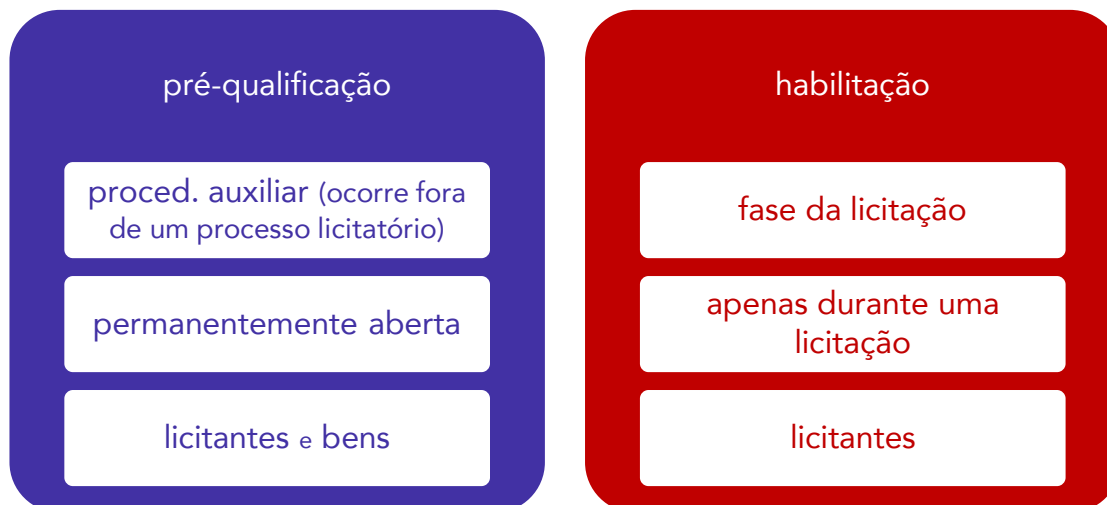 pré-qualificação
proced. auxiliar (ocorre fora
de um processo licitatório)
permanentemente aberta
licitantes e bens
habilitação
fase da licitação
apenas durante uma
licitação
licitantes